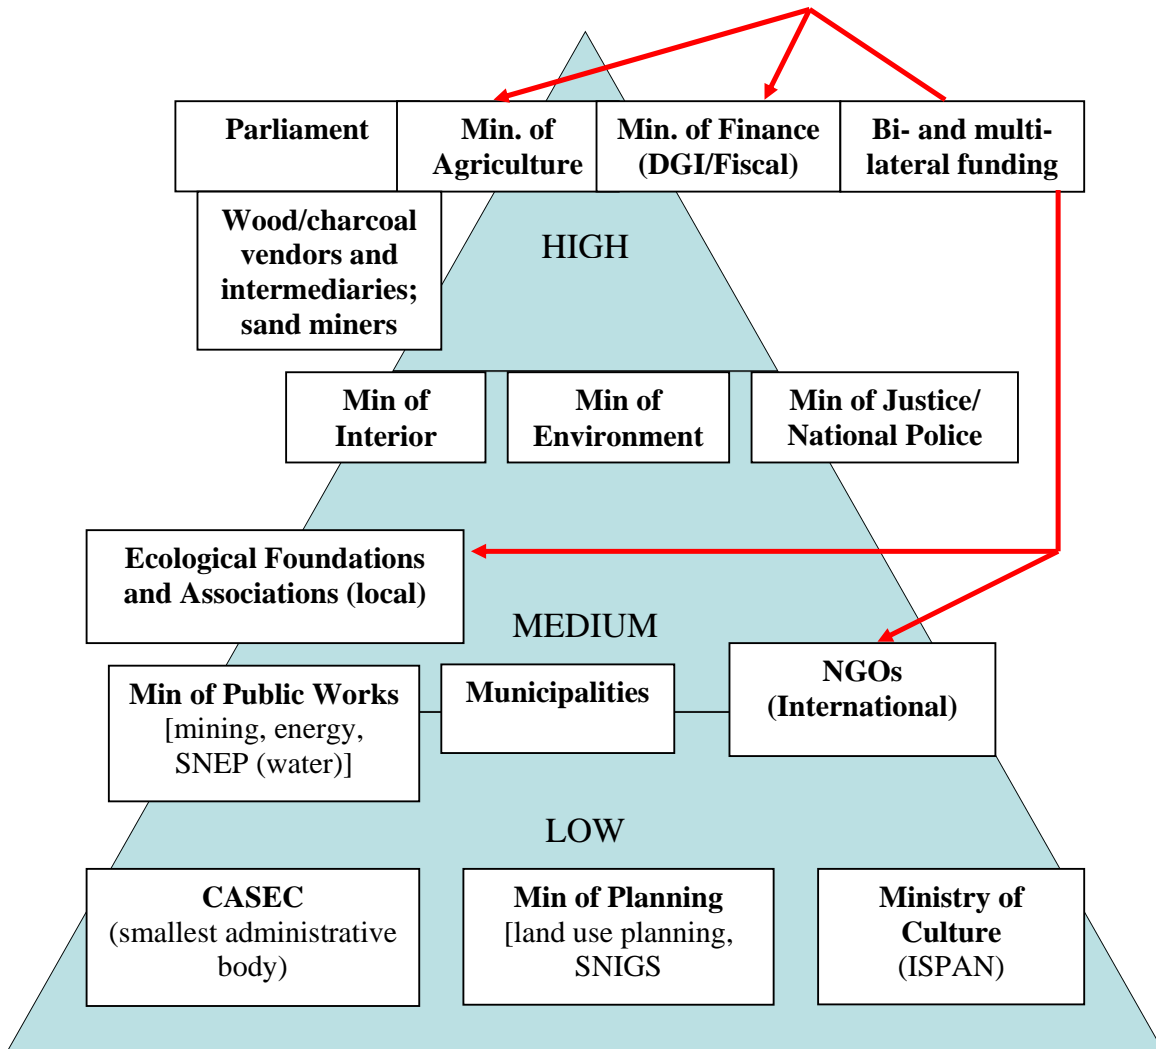 Parliament
Min. of
Agriculture
Min. of Finance
(DGI/Fiscal)
Bi- and multi-
lateral funding
Wood/charcoal
vendors and
intermediaries;
sand miners
HIGH
Min of
Interior
Min of
Environment
Min of Justice/
National Police
Ecological Foundations
and Associations (local)
MEDIUM
Min of Public Works
[mining, energy,
SNEP (water)]
Municipalities
NGOs
(International)
LOW
CASEC
(smallest administrative
body)
Min of Planning
[land use planning,
SNIGS
Ministry of
Culture
(ISPAN)